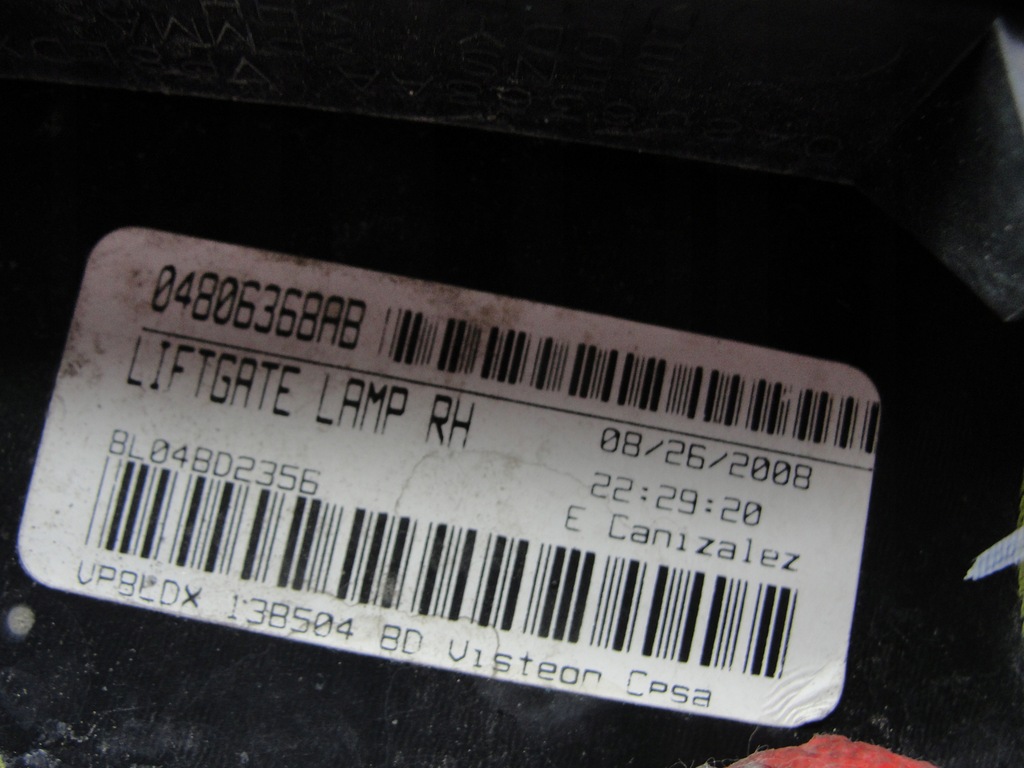 04806368AB
LIFTGATE LAMP RH
08/26/2008
8L048D2356
22:29:20
E Canizalez
VP8LDX 13B504 BD Visteon Cpsa